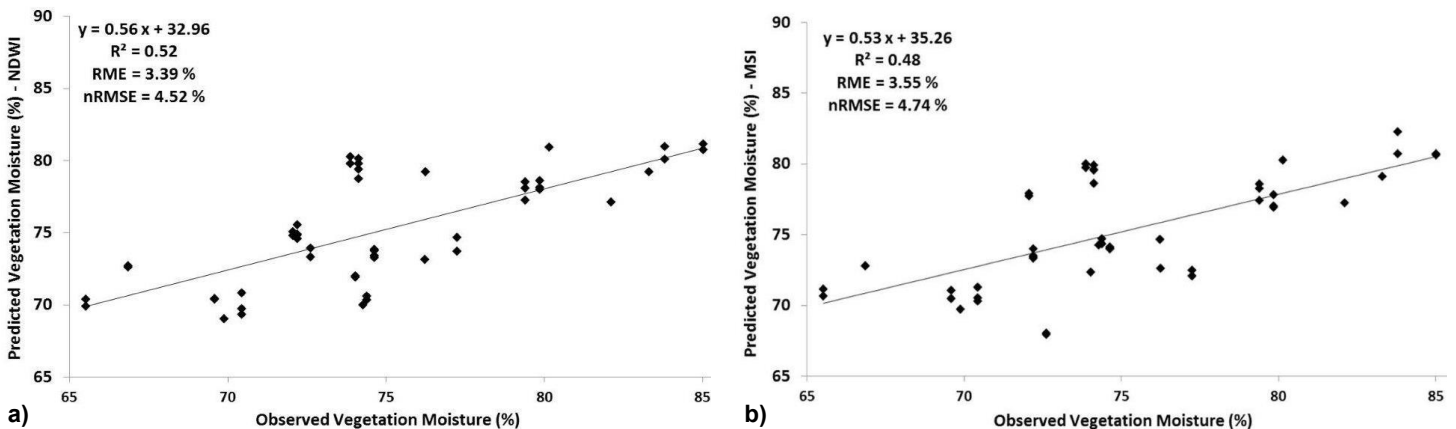 y = 0.56 x + 32.96
R² = 0.52
RME = 3.39 %
nRMSE = 4.52 %
Predicted Vegetation Moisture (%) - NDWI
90
85
80
75
70
65
65 70 75 80 85
Observed Vegetation Moisture (%)
a)
y = 0.53 x + 35.26
R² = 0.48
RME = 3.55 %
nRMSE = 4.74 %
Predicted Vegetation Moisture (%) - MSI
90
85
80
75
70
65
65 70 75 80 85
Observed Vegetation Moisture (%)
b)